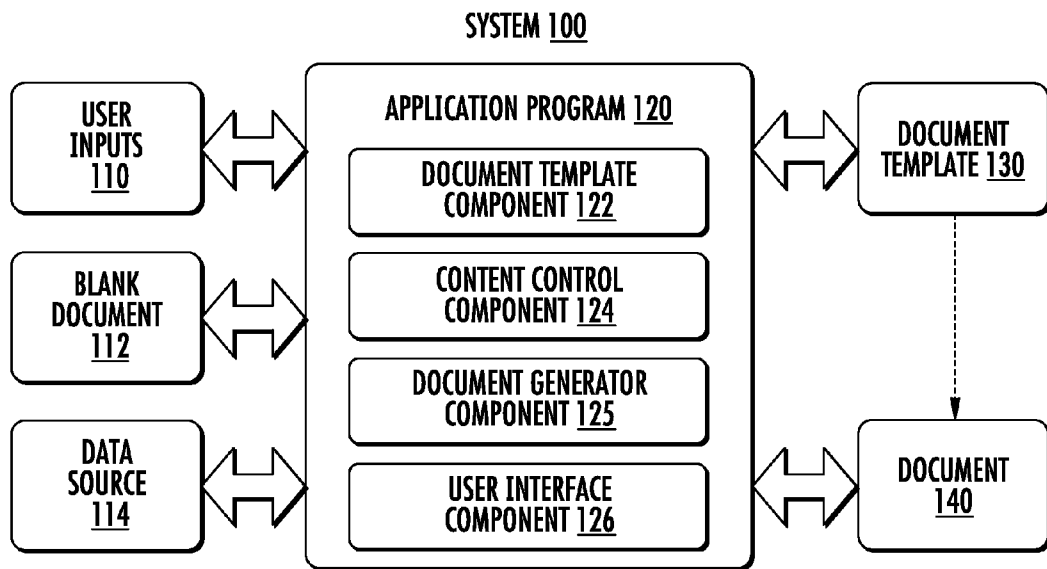 SYSTEM 100
USER
INPUTS
110
BLANK
DOCUMENT
112
DATA
SOURCE
114
APPLICATION PROGRAM 120
DOCUMENT TEMPLATE
COMPONENT 122
CONTENT CONTROL
COMPONENT 124
DOCUMENT GENERATOR
COMPONENT 125
USER INTERFACE
COMPONENT 126
DOCUMENT
TEMPLATE 130
DOCUMENT
140